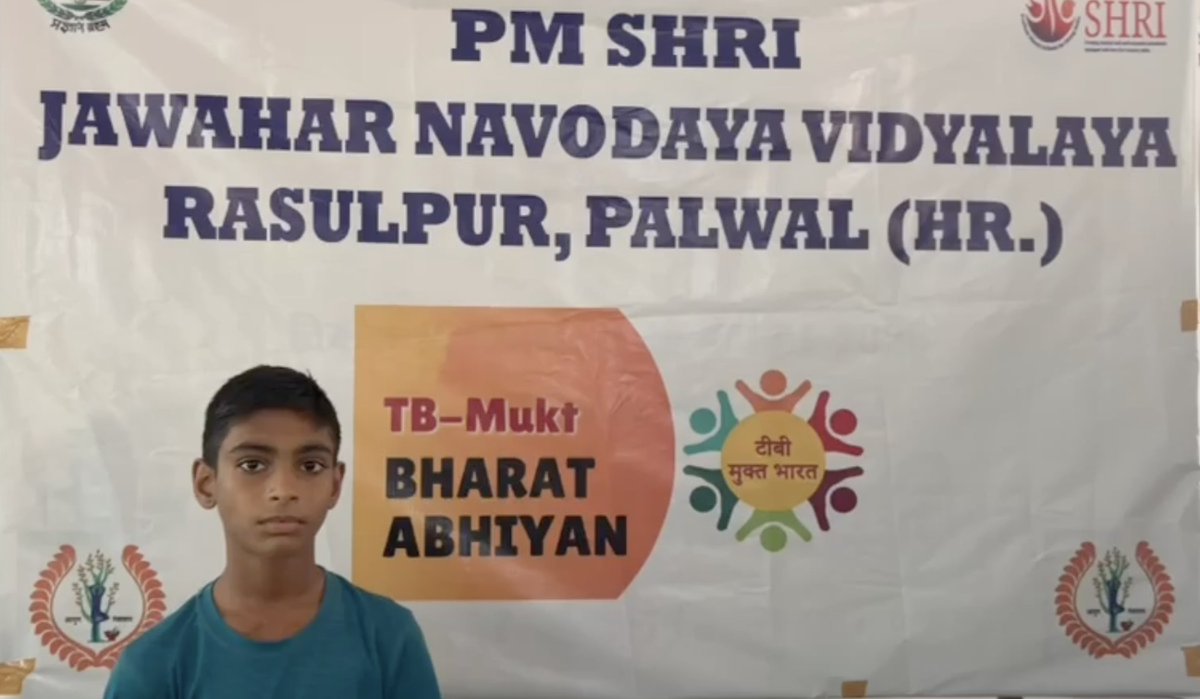 PM SHRI
SHRI
JAWAHAR NAVODAYA VIDYALAYA
RASULPUR, PALWAL (HR.)
TB-Mukt
BHARAT
ABHIYAN
टीबी
मुक्त भारत